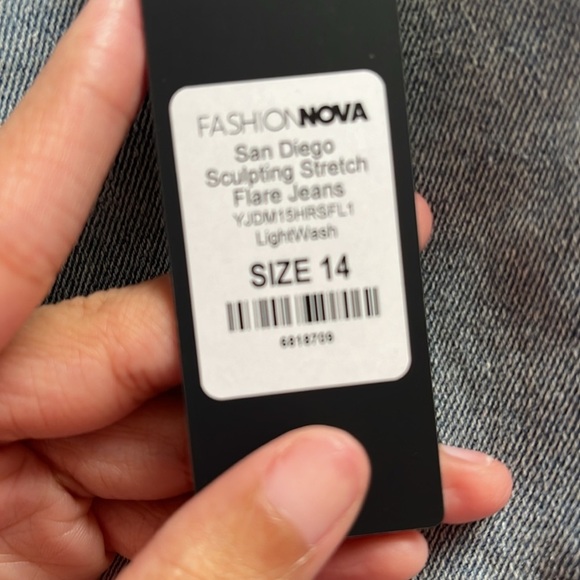 FASHIONNOVA
San Diego
Sculpting Stretch
Flare Jeans
YJDM15HRSFL1
LightWash
SIZE 14
6818709